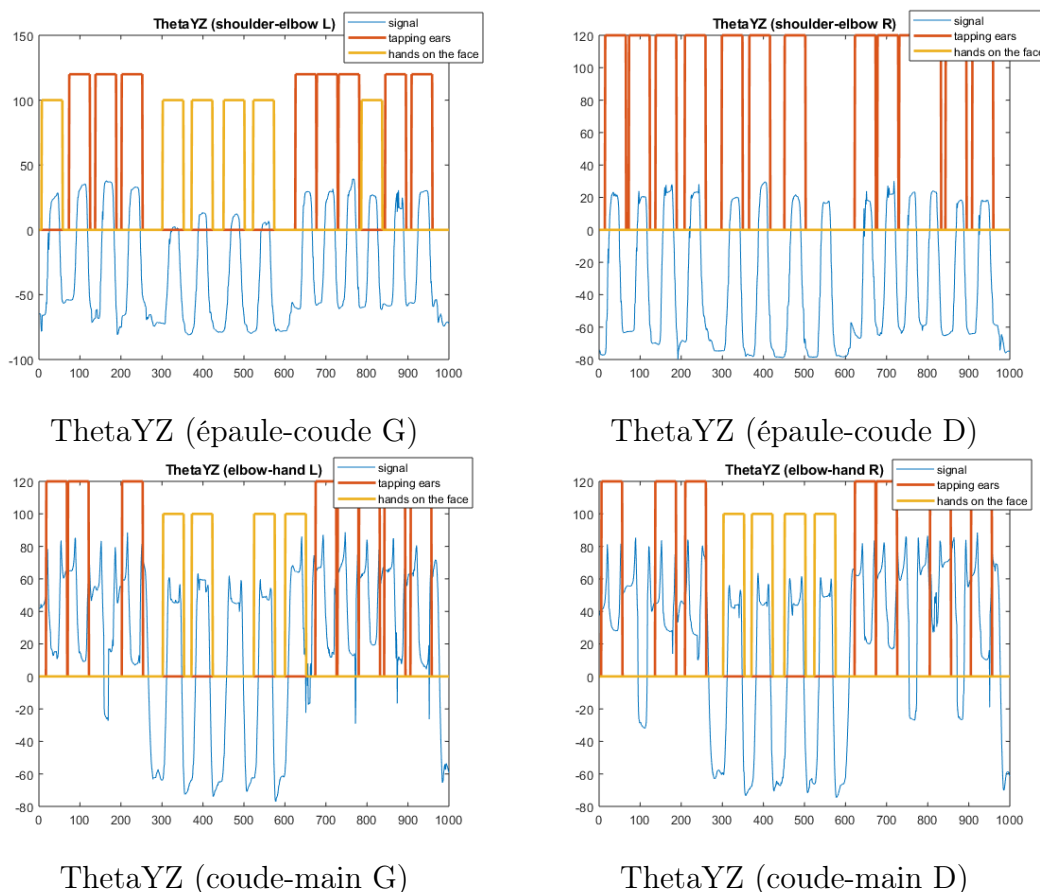 ThetaYZ (shoulder-elbow L)
signal
tapping ears
hands on the face
150
100
50
0
-50
-100
0 100 200 300 400 500 600 700 800 900 1000
ThetaYZ (épaule-coude G)
ThetaYZ (shoulder-elbow R)
signal
tapping ears
hands on the face
120
100
80
60
40
20
0
-20
-40
-60
-80
0 100 200 300 400 500 600 700 800 900 1000
ThetaYZ (épaule-coude D)
ThetaYZ (elbow-hand L)
signal
tapping ears
hands on the face
120
100
80
60
40
20
0
-20
-40
-60
-80
0 100 200 300 400 500 600 700 800 900 1000
ThetaYZ (coude-main G)
ThetaYZ (elbow-hand R)
signal
tapping ears
hands on the face
120
100
80
60
40
20
0
-20
-40
-60
-80
0 100 200 300 400 500 600 700 800 900 1000
ThetaYZ (coude-main D)